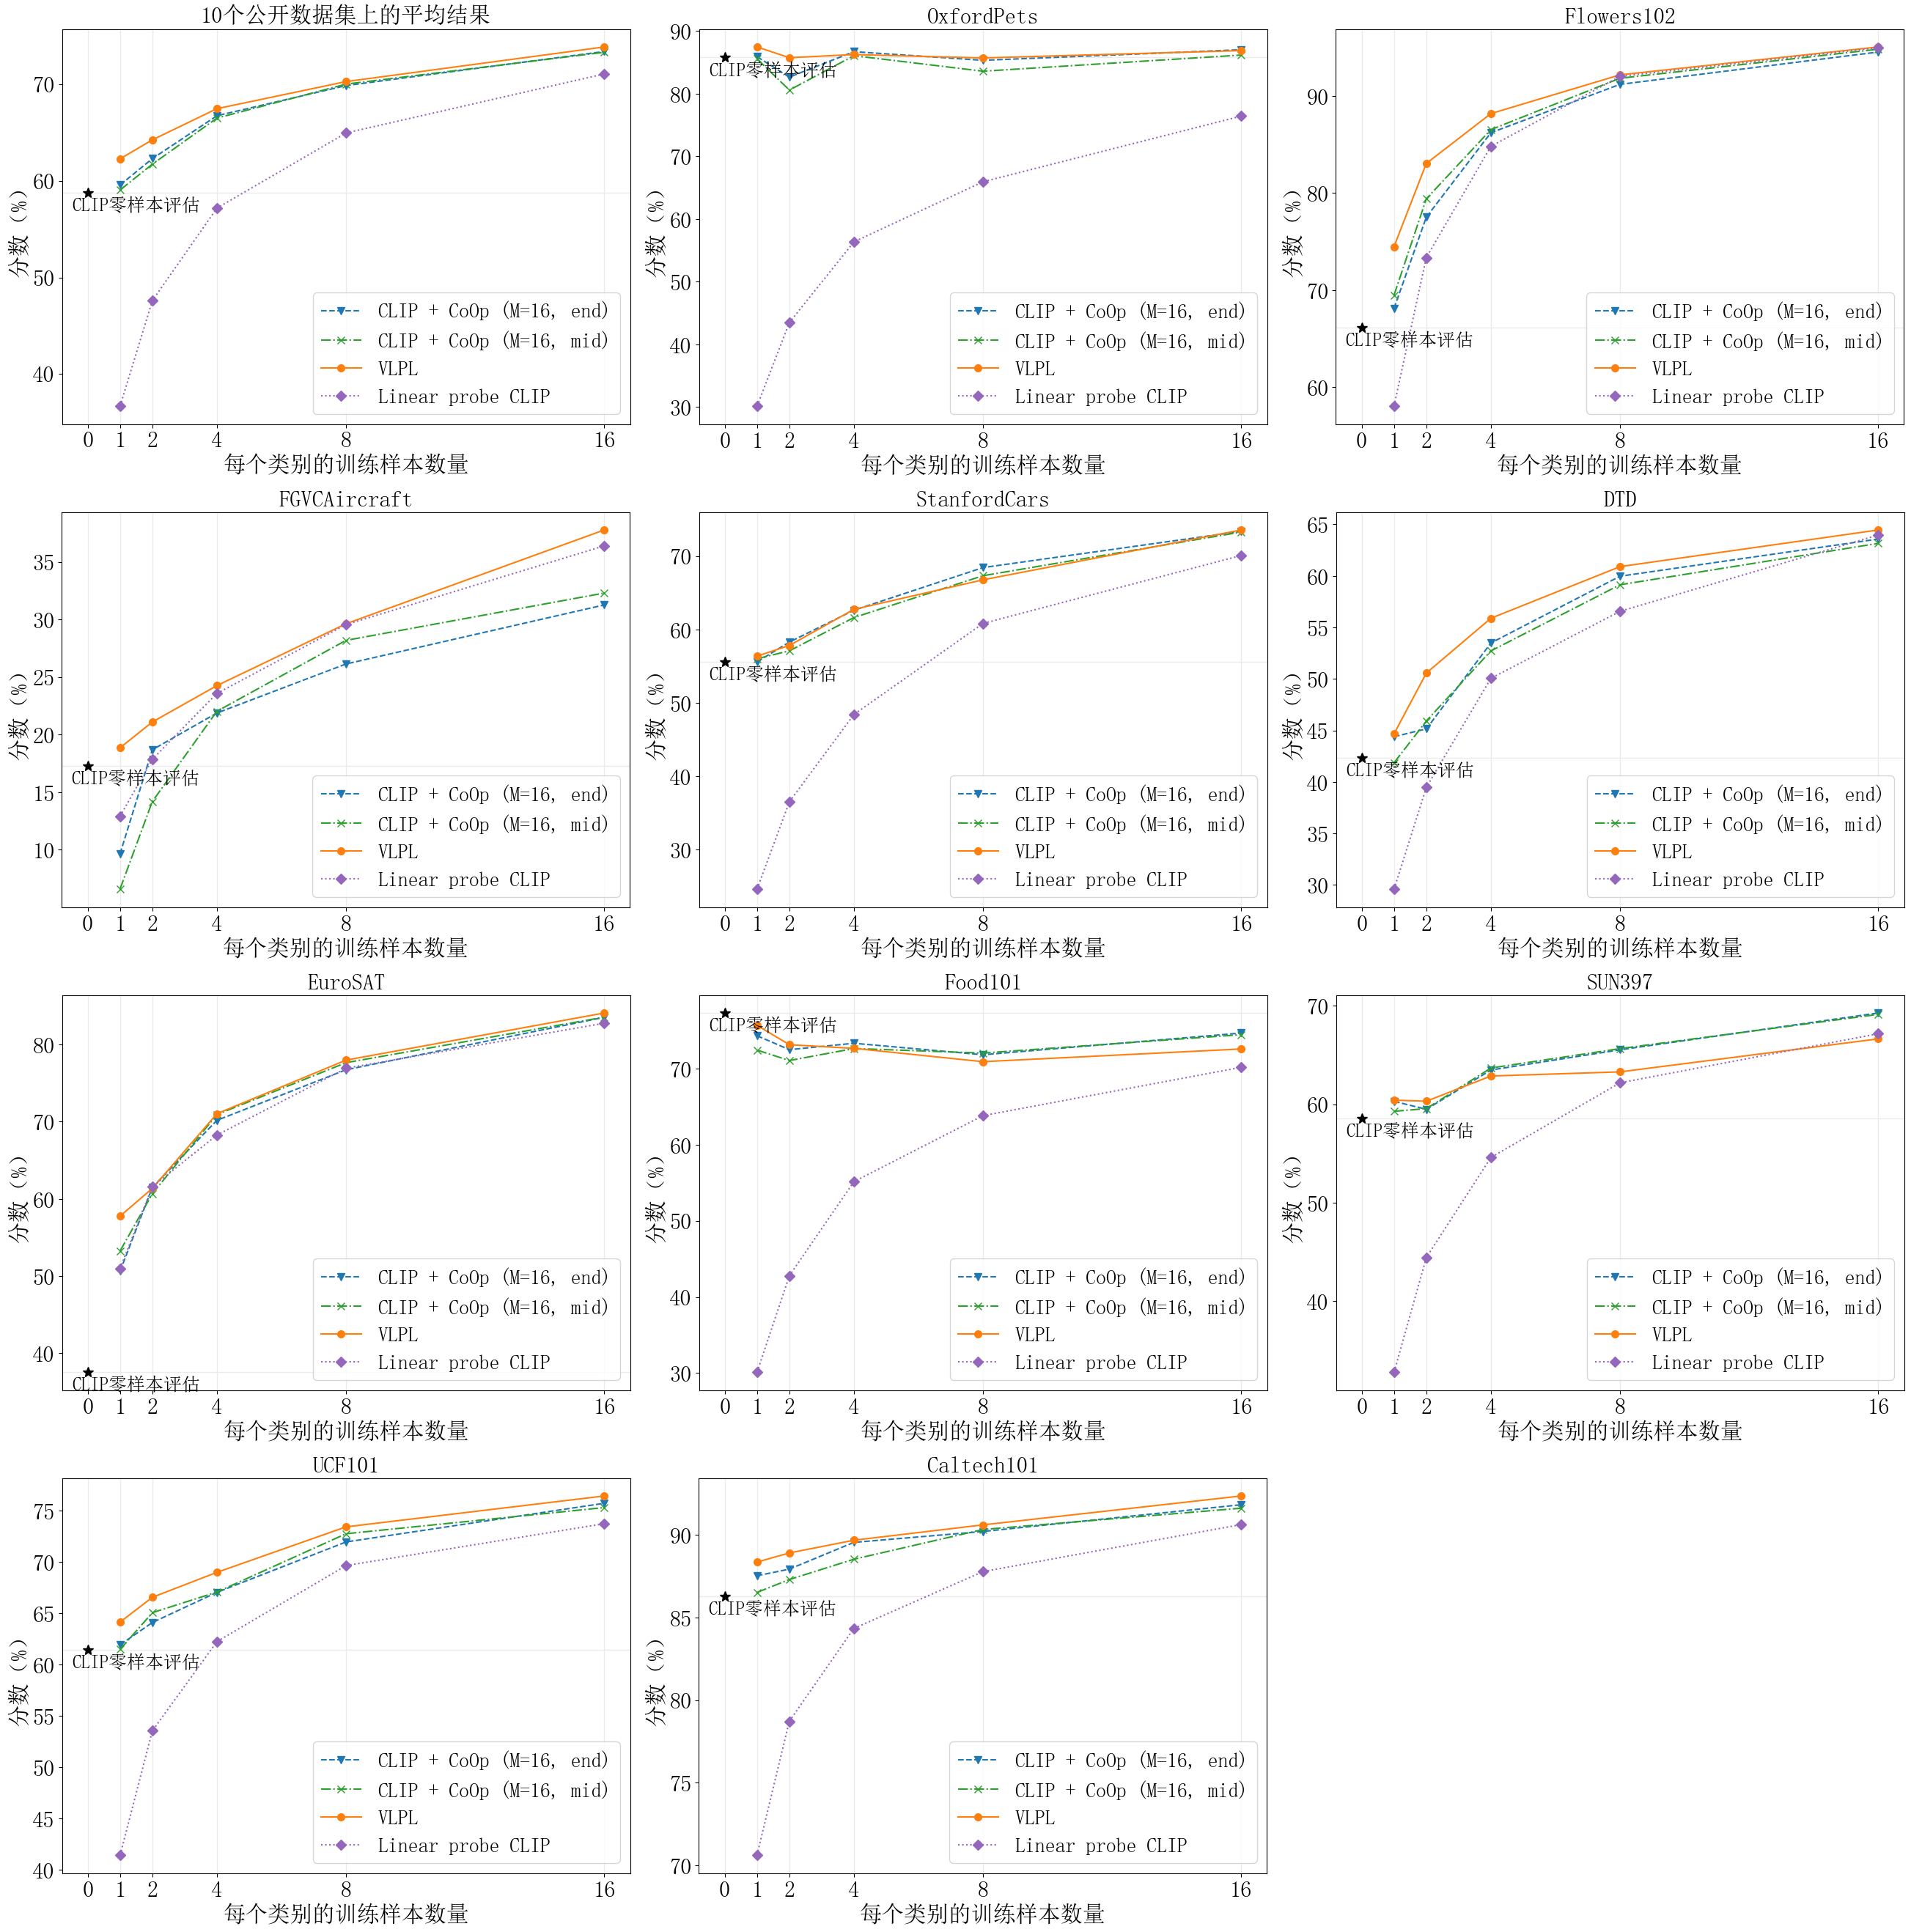 10个公开数据集上的平均结果
分数 (%)
70
60
50
40
CLIP零样本评估
CLIP + CoOp (M=16, end)
CLIP + CoOp (M=16, mid)
VLPL
Linear probe CLIP
0 1 2 4 8 16
每个类别的训练样本数量
OxfordPets
分数 (%)
90
80
70
60
50
40
30
CLIP零样本评估
CLIP + CoOp (M=16, end)
CLIP + CoOp (M=16, mid)
VLPL
Linear probe CLIP
0 1 2 4 8 16
每个类别的训练样本数量
Flowers102
分数 (%)
90
80
70
60
CLIP零样本评估
CLIP + CoOp (M=16, end)
CLIP + CoOp (M=16, mid)
VLPL
Linear probe CLIP
0 1 2 4 8 16
每个类别的训练样本数量
FGVCAircraft
分数 (%)
35
30
25
20
15
10
CLIP零样本评估
CLIP + CoOp (M=16, end)
CLIP + CoOp (M=16, mid)
VLPL
Linear probe CLIP
0 1 2 4 8 16
每个类别的训练样本数量
StanfordCars
分数 (%)
70
60
50
40
30
CLIP零样本评估
CLIP + CoOp (M=16, end)
CLIP + CoOp (M=16, mid)
VLPL
Linear probe CLIP
0 1 2 4 8 16
每个类别的训练样本数量
DTD
分数 (%)
65
60
55
50
45
40
35
30
CLIP零样本评估
CLIP + CoOp (M=16, end)
CLIP + CoOp (M=16, mid)
VLPL
Linear probe CLIP
0 1 2 4 8 16
每个类别的训练样本数量
EuroSAT
分数 (%)
80
70
60
50
40
CLIP零样本评估
CLIP + CoOp (M=16, end)
CLIP + CoOp (M=16, mid)
VLPL
Linear probe CLIP
0 1 2 4 8 16
每个类别的训练样本数量
Food101
分数 (%)
70
60
50
40
30
CLIP零样本评估
CLIP + CoOp (M=16, end)
CLIP + CoOp (M=16, mid)
VLPL
Linear probe CLIP
0 1 2 4 8 16
每个类别的训练样本数量
SUN397
分数 (%)
70
60
50
40
CLIP零样本评估
CLIP + CoOp (M=16, end)
CLIP + CoOp (M=16, mid)
VLPL
Linear probe CLIP
0 1 2 4 8 16
每个类别的训练样本数量
UCF101
分数 (%)
75
70
65
60
55
50
45
40
CLIP零样本评估
CLIP + CoOp (M=16, end)
CLIP + CoOp (M=16, mid)
VLPL
Linear probe CLIP
0 1 2 4 8 16
每个类别的训练样本数量
Caltech101
分数 (%)
90
85
80
75
70
CLIP零样本评估
CLIP + CoOp (M=16, end)
CLIP + CoOp (M=16, mid)
VLPL
Linear probe CLIP
0 1 2 4 8 16
每个类别的训练样本数量